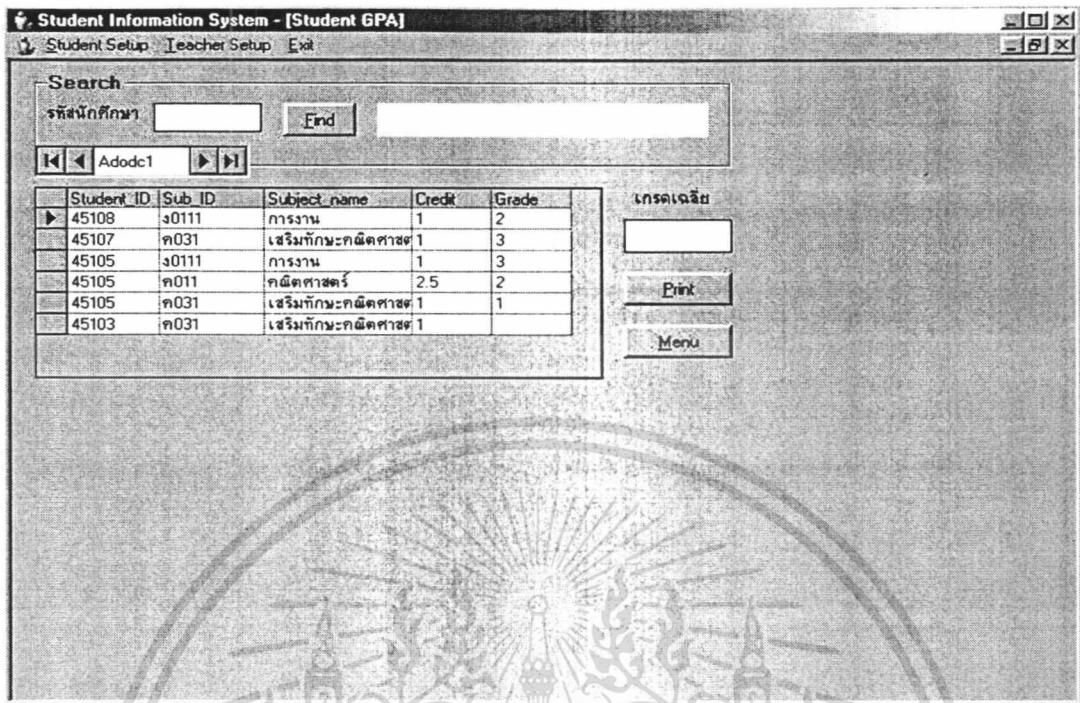 Student Information System - [Student GPA]
Student Setup Teacher Setup Exit
Search
รหัสนักศึกษา Find
Adodc1
Student_ID Sub_ID Subject_name Credit Grade
45108 ง0111 การงาน 1 2
45107 ค031 เสริมทักษะคณิตศาสต 1 3
45105 ง0111 การงาน 1 3
45105 ค011 คณิตศาสตร์ 2.5 2
45105 ค031 เสริมทักษะคณิตศาสต 1 1
45103 ค031 เสริมทักษะคณิตศาสต 1
เกรดเฉลี่ย
Print
Menu